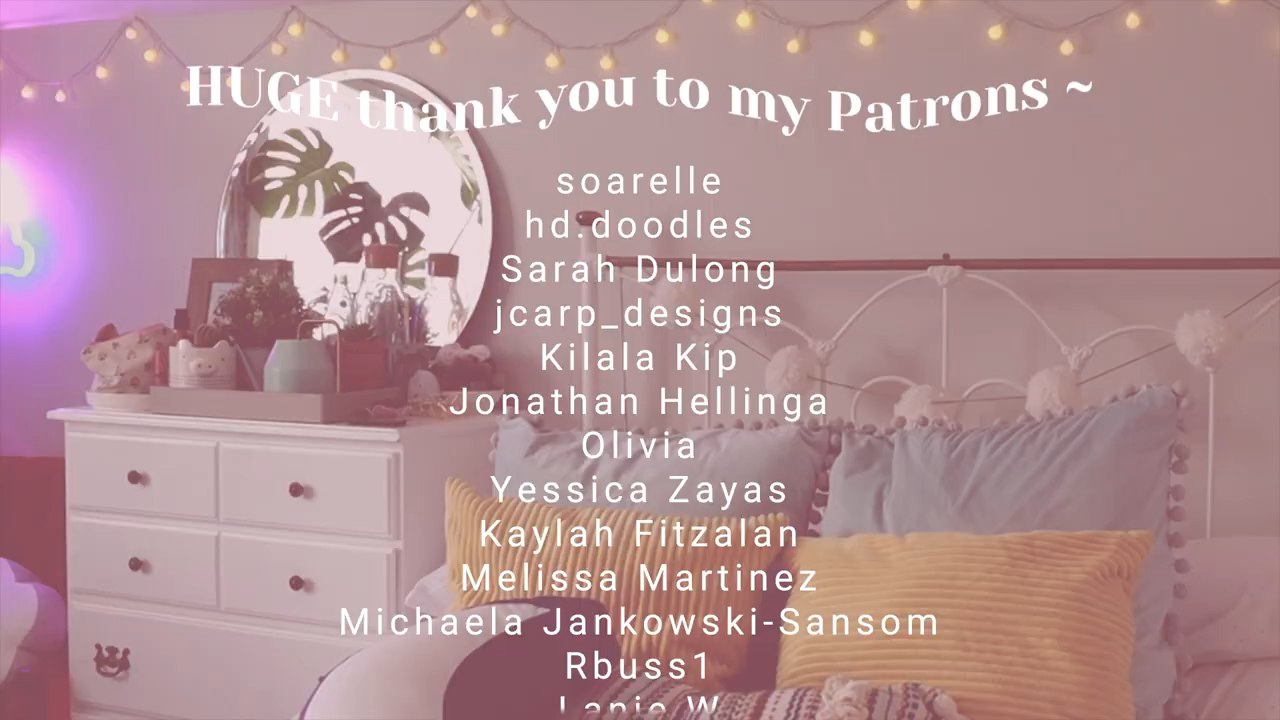 HUGE thank you to my Patrons ~
soarelle
hd.doodles
Sarah Dulong
jcarp_designs
Kilala Kip
Jonathan Hellinga
Olivia
Yessica Zayas
Kaylah Fitzalan
Melissa Martinez
Michaela Jankowski-Sansom
Rbuss1